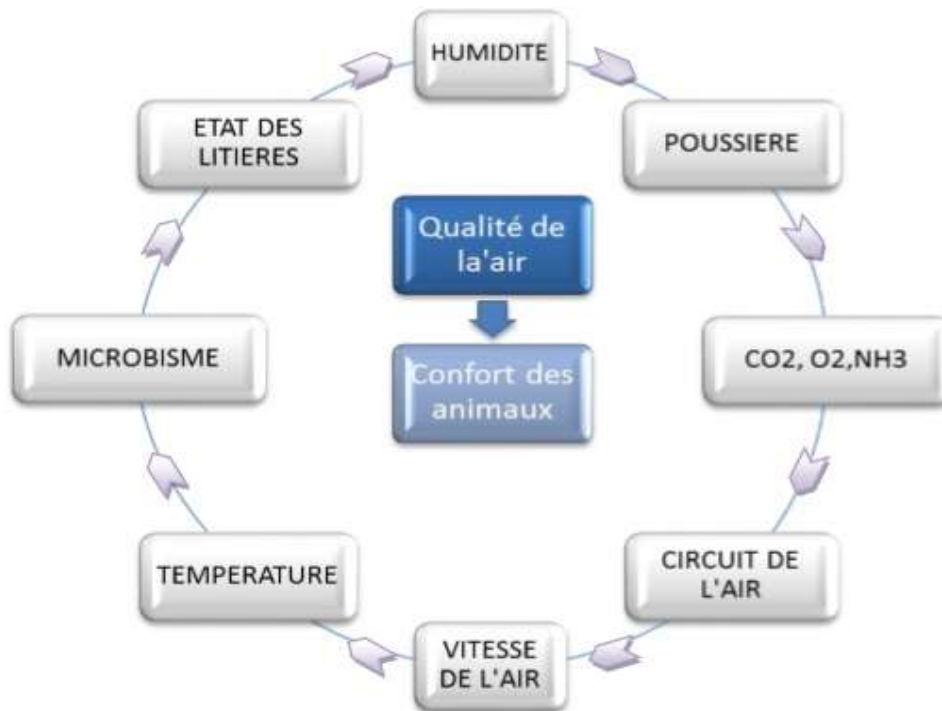 HUMIDITE
POUSSIERE
CO2, O2,NH3
CIRCUIT DE
L'AIR
VITESSE
DE L'AIR
TEMPERATURE
MICROBISME
ETAT DES
LITIERES
Qualité de
la'air
Confort des
animaux